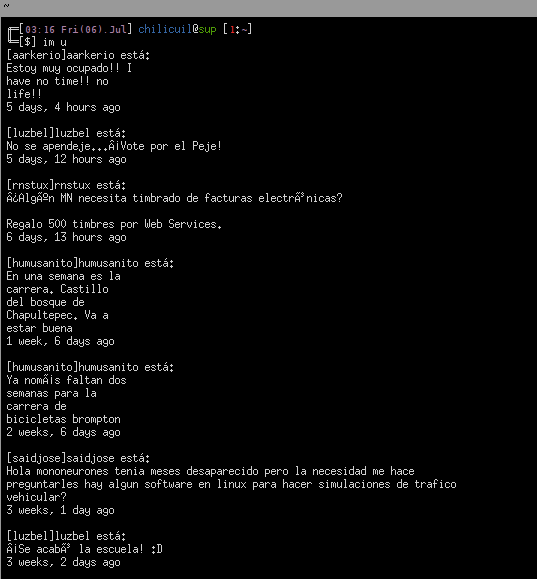 ~
[03:16 Fri(06).Jul] chilicuil@sup [1:~]
[$] im u
[aarkerio]aarkerio está:
Estoy muy ocupado!! I
have no time!! no
life!!
5 days, 4 hours ago
[luzbel]luzbel está:
No se apendeje...Â¡Vote por el Peje!
5 days, 12 hours ago
[rnstux]rnstux está:
Â¿AlgÃºn MN necesita timbrado de facturas electrÃ³nicas?
Regalo 500 timbres por Web Services.
6 days, 13 hours ago
[humusanito]humusanito está:
En una semana es la
carrera. Castillo
del bosque de
Chapultepec. Va a
estar buena
1 week, 6 days ago
[humusanito]humusanito está:
Ya nomÃ¡s faltan dos
semanas para la
carrera de
bicicletas brompton
2 weeks, 6 days ago
[saidjose]saidjose está:
Hola mononeurones tenia meses desaparecido pero la necesidad me hace
preguntarles hay algun software en linux para hacer simulaciones de trafico
vehicular?
3 weeks, 1 day ago
[luzbel]luzbel está:
Â¡Se acabÃ³ la escuela! :D
3 weeks, 2 days ago